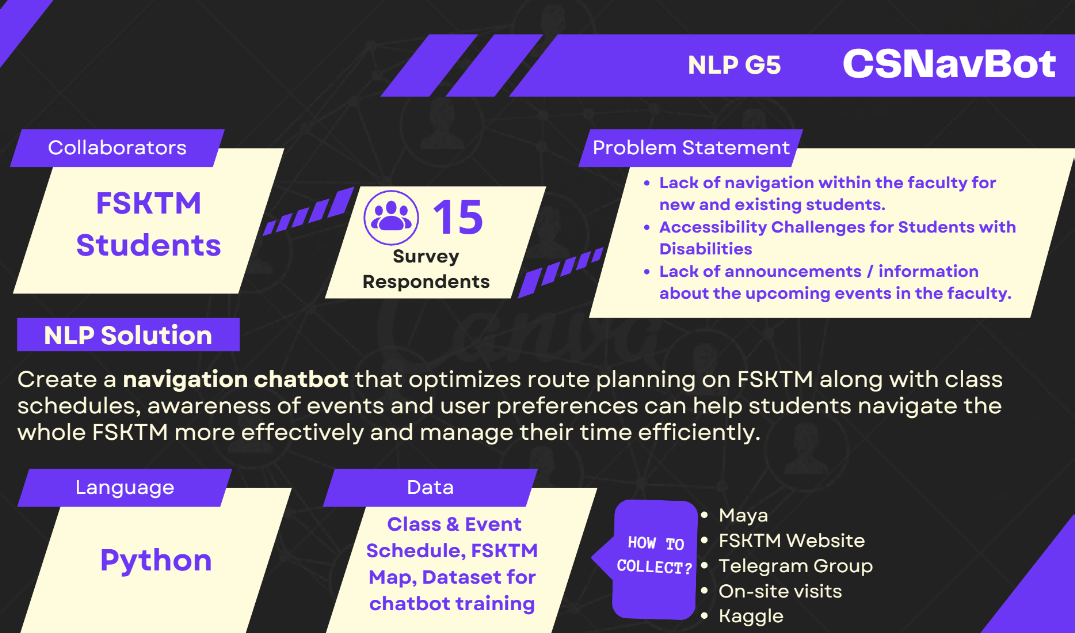 NLP G5
CSNavBot
Collaborators
FSKTM
Students
15
Survey
Respondents
Problem Statement
• Lack of navigation within the faculty for
new and existing students.
• Accessibility Challenges for Students with
Disabilities
• Lack of announcements / information
about the upcoming events in the faculty.
NLP Solution
Create a navigation chatbot that optimizes route planning on FSKTM along with class
schedules, awareness of events and user preferences can help students navigate the
whole FSKTM more effectively and manage their time efficiently.
Language
Python
Data
Class & Event
Schedule, FSKTM
Map, Dataset for
chatbot training
HOW TO
COLLECT?
• Maya
• FSKTM Website
• Telegram Group
• On-site visits
• Kaggle
Canva